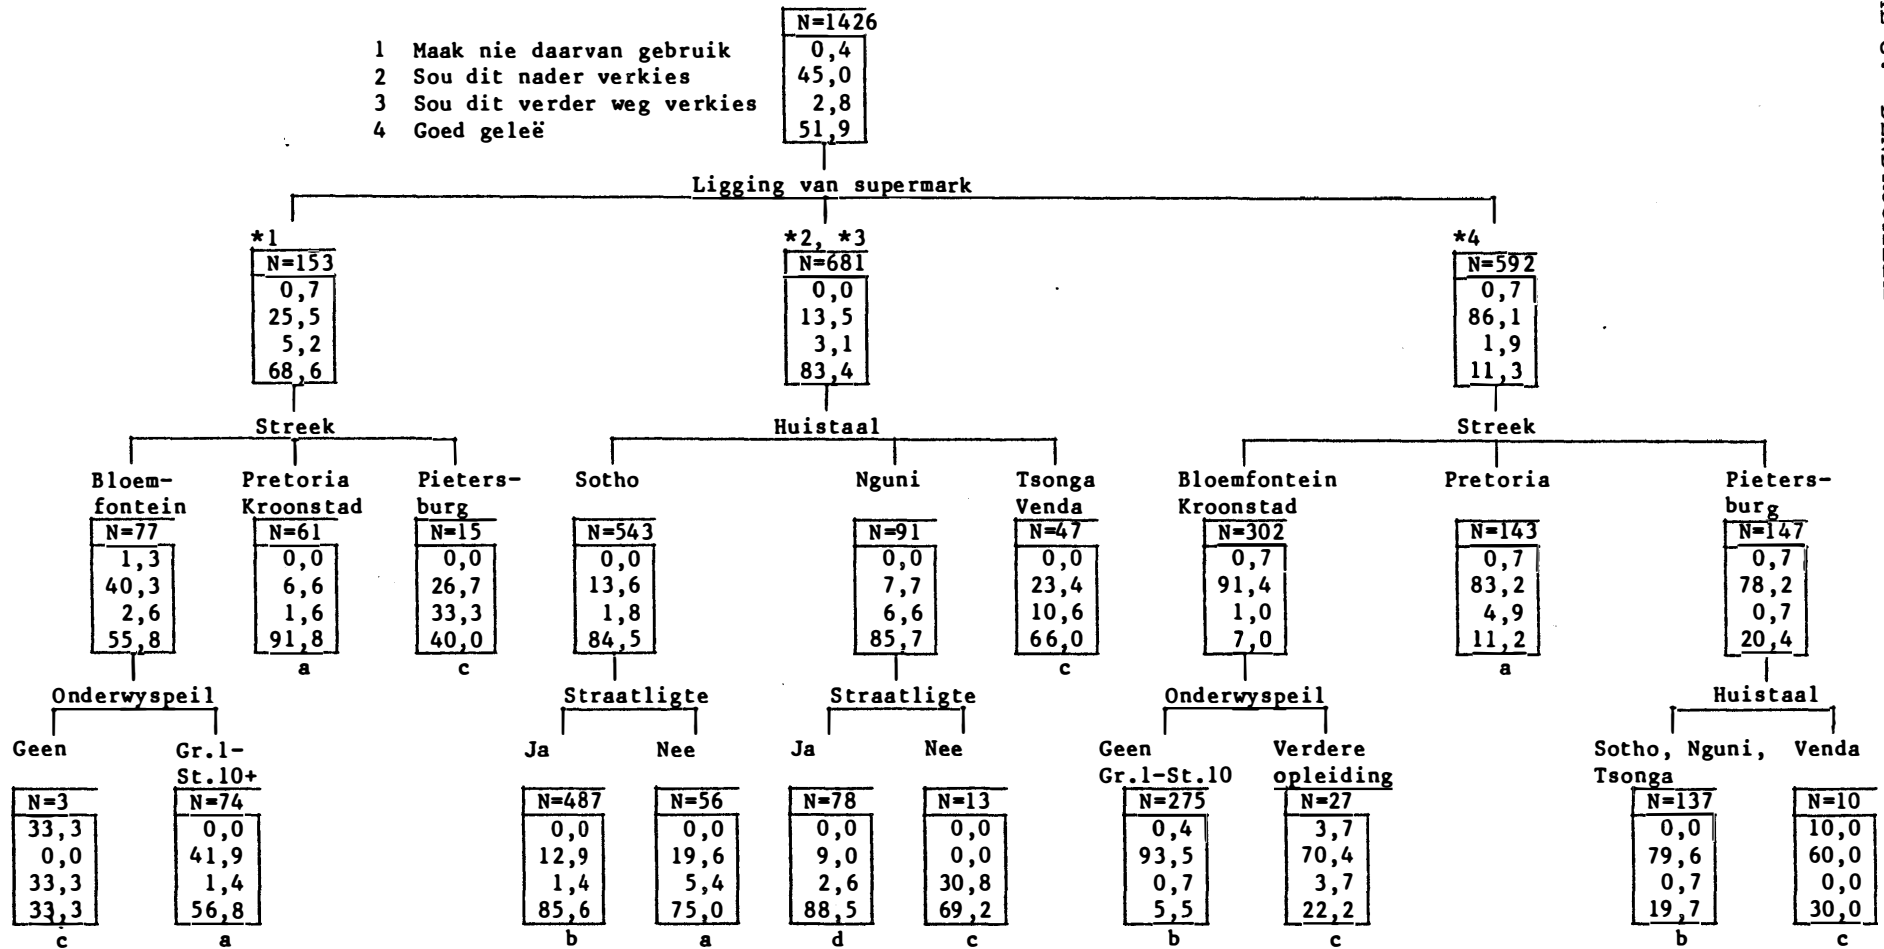 N=1426
1 Maak nie daarvan gebruik 0,4
2 Sou dit nader verkies 45,0
3 Sou dit verder weg verkies 2,8
4 Goed geleë 51,9
Ligging van supermark
*1 *2, *3 *4
N=153 N=681 N=592
0,7 0,0 0,7
25,5 13,5 86,1
5,2 3,1 1,9
68,6 83,4 11,3
Streek Huistaal Streek
Bloem- Pretoria Pieters- Sotho Nguni Tsonga Bloemfontein Pretoria Pieters-
fontein Kroonstad burg Venda Kroonstad burg
N=77 N=61 N=15 N=543 N=91 N=47 N=302 N=143 N=147
1,3 0,0 0,0 0,0 0,0 0,0 0,7 0,7 0,7
40,3 6,6 26,7 13,6 7,7 23,4 91,4 83,2 78,2
2,6 1,6 33,3 1,8 6,6 10,6 1,0 4,9 0,7
55,8 91,8 40,0 84,5 85,7 66,0 7,0 11,2 20,4
a c c a
Onderwyspeil Straatligte Straatligte Onderwyspeil Huistaal
Geen Gr.1- Ja Nee Ja Nee Geen Verdere Sotho, Nguni, Venda
St.10+ Gr.1-St.10 opleiding Tsonga
N=3 N=74 N=487 N=56 N=78 N=13 N=275 N=27 N=137 N=10
33,3 0,0 0,0 0,0 0,0 0,0 0,4 3,7 0,0 10,0
0,0 41,9 12,9 19,6 9,0 0,0 93,5 70,4 79,6 60,0
33,3 1,4 1,4 5,4 2,6 30,8 0,7 3,7 0,7 0,0
33,3 56,8 85,6 75,0 88,5 69,2 5,5 22,2 19,7 30,0
c a b a d c b c b c